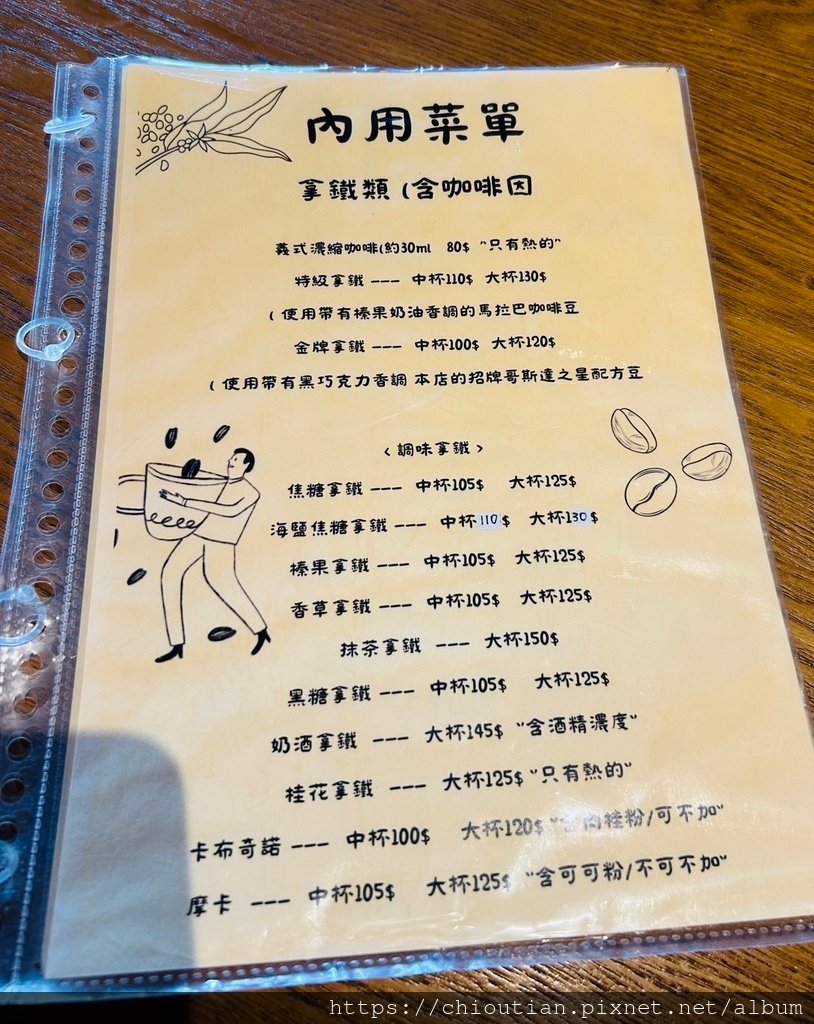 內用菜單
拿鐵類 (含咖啡因
義式濃縮咖啡(約30ml 80$ "只有熱的"
特級拿鐵 --- 中杯110$ 大杯130$
( 使用帶有榛果奶油香調的馬拉巴咖啡豆
金牌拿鐵 --- 中杯100$ 大杯120$
( 使用帶有黑巧克力香調 本店的招牌哥斯達之星配方豆
< 調味拿鐵 >
焦糖拿鐵 --- 中杯105$ 大杯125$
海鹽焦糖拿鐵 --- 中杯110$ 大杯130$
榛果拿鐵 --- 中杯105$ 大杯125$
香草拿鐵 --- 中杯105$ 大杯125$
抹茶拿鐵 --- 大杯150$
黑糖拿鐵 --- 中杯105$ 大杯125$
奶酒拿鐵 --- 大杯145$ "含酒精濃度"
桂花拿鐵 --- 大杯125$ "只有熱的"
卡布奇諾 --- 中杯100$ 大杯120$ "含肉桂粉/可不加"
摩卡 --- 中杯105$ 大杯125$ "含可可粉/不可不加"
https://chioutian.pixnet.net/album